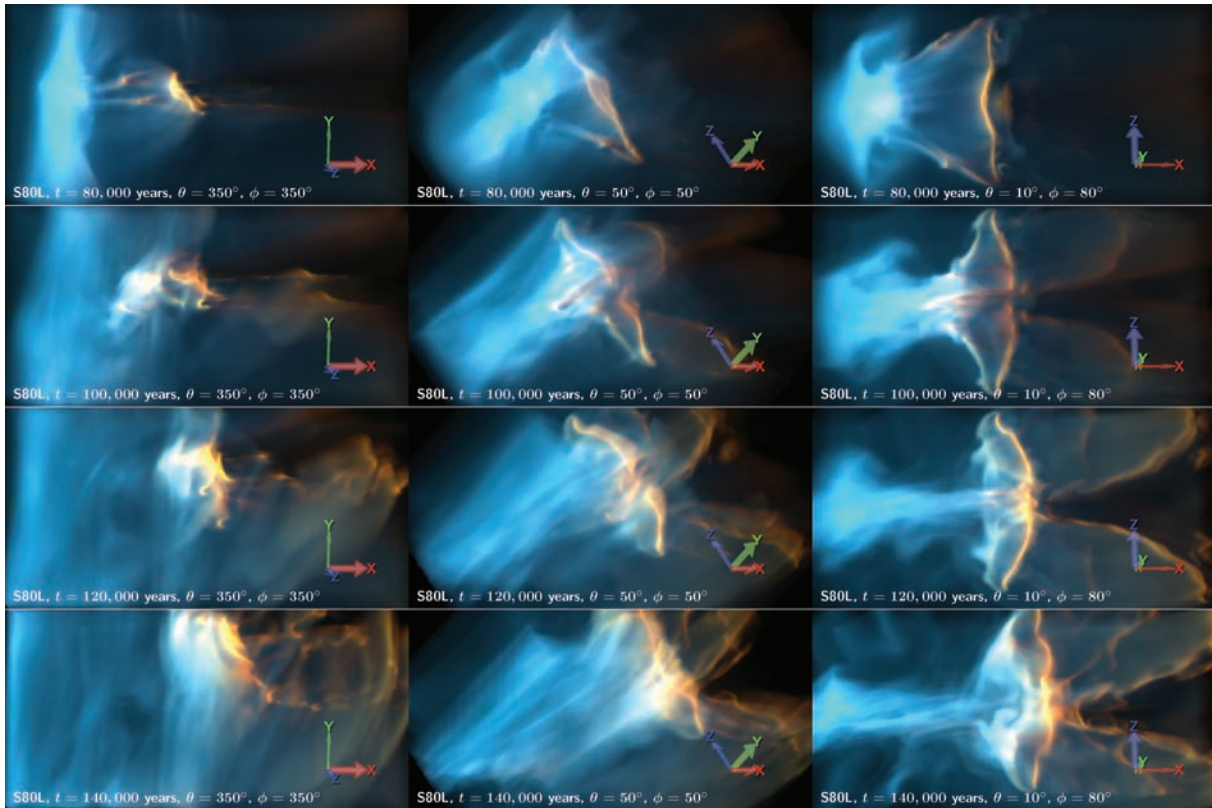 Y
Z X
S80L, t = 80,000 years, θ = 350°, ϕ = 350°
Z Y
X
S80L, t = 80,000 years, θ = 50°, ϕ = 50°
Z
Y
X
S80L, t = 80,000 years, θ = 10°, ϕ = 80°
Y
Z X
S80L, t = 100,000 years, θ = 350°, ϕ = 350°
Z Y
X
S80L, t = 100,000 years, θ = 50°, ϕ = 50°
Z
Y
X
S80L, t = 100,000 years, θ = 10°, ϕ = 80°
Y
Z X
S80L, t = 120,000 years, θ = 350°, ϕ = 350°
Z Y
X
S80L, t = 120,000 years, θ = 50°, ϕ = 50°
Z
Y
X
S80L, t = 120,000 years, θ = 10°, ϕ = 80°
Y
Z X
S80L, t = 140,000 years, θ = 350°, ϕ = 350°
Z Y
X
S80L, t = 140,000 years, θ = 50°, ϕ = 50°
Z
Y
X
S80L, t = 140,000 years, θ = 10°, ϕ = 80°